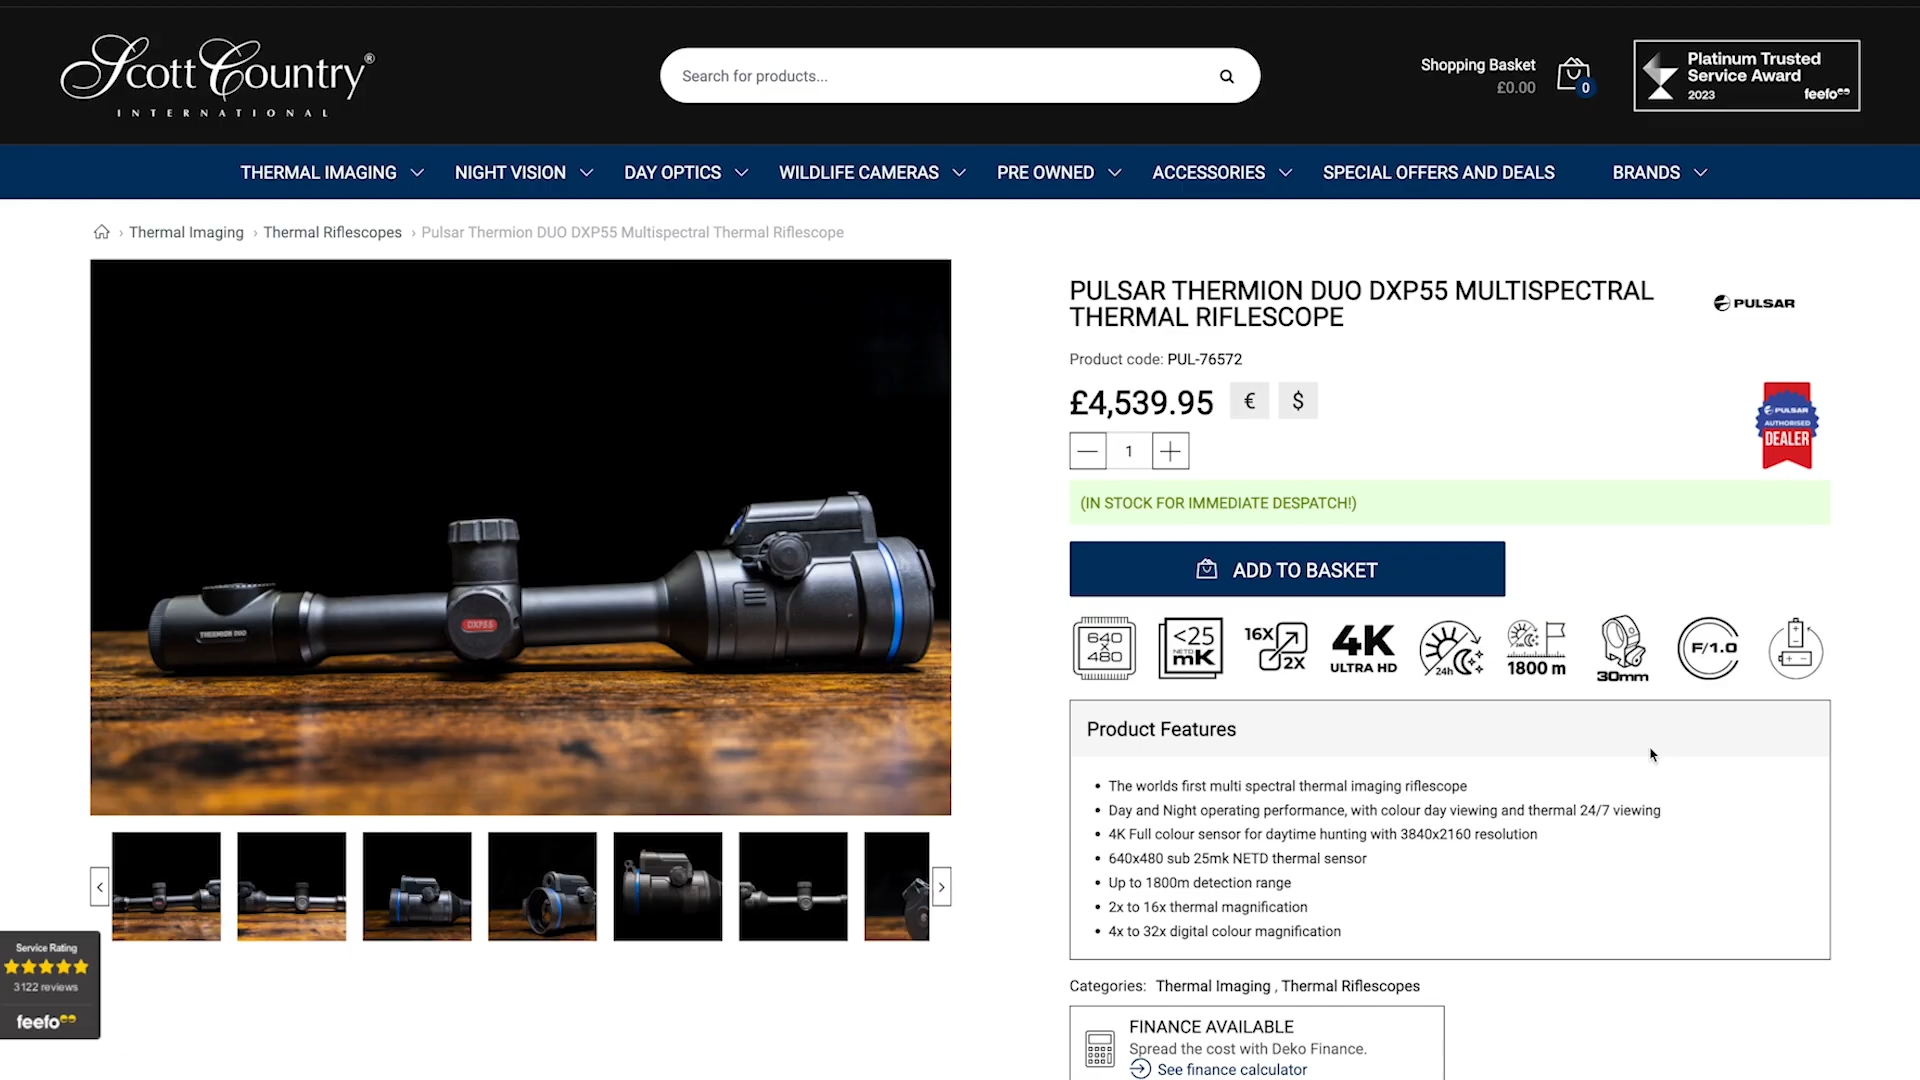 Scott Country®
INTERNATIONAL
Search for products...
Shopping Basket
£0.00
0
Platinum Trusted
Service Award
2023
feefo
THERMAL IMAGING
NIGHT VISION
DAY OPTICS
WILDLIFE CAMERAS
PRE OWNED
ACCESSORIES
SPECIAL OFFERS AND DEALS
BRANDS
› Thermal Imaging › Thermal Riflescopes › Pulsar Thermion DUO DXP55 Multispectral Thermal Riflescope
THERMION DUO
DXP55
PULSAR THERMION DUO DXP55 MULTISPECTRAL
THERMAL RIFLESCOPE
PULSAR
Product code: PUL-76572
£4,539.95
€
$
1
PULSAR
AUTHORISED
DEALER
(IN STOCK FOR IMMEDIATE DESPATCH!)
ADD TO BASKET
640
x
480
<25
NETD
mK
16X
2X
4K
ULTRA HD
24h
1800 m
30mm
F/1.0
Product Features
• The worlds first multi spectral thermal imaging riflescope
• Day and Night operating performance, with colour day viewing and thermal 24/7 viewing
• 4K Full colour sensor for daytime hunting with 3840x2160 resolution
• 640x480 sub 25mk NETD thermal sensor
• Up to 1800m detection range
• 2x to 16x thermal magnification
• 4x to 32x digital colour magnification
Categories: Thermal Imaging , Thermal Riflescopes
FINANCE AVAILABLE
Spread the cost with Deko Finance.
See finance calculator
Service Rating
3122 reviews
feefo